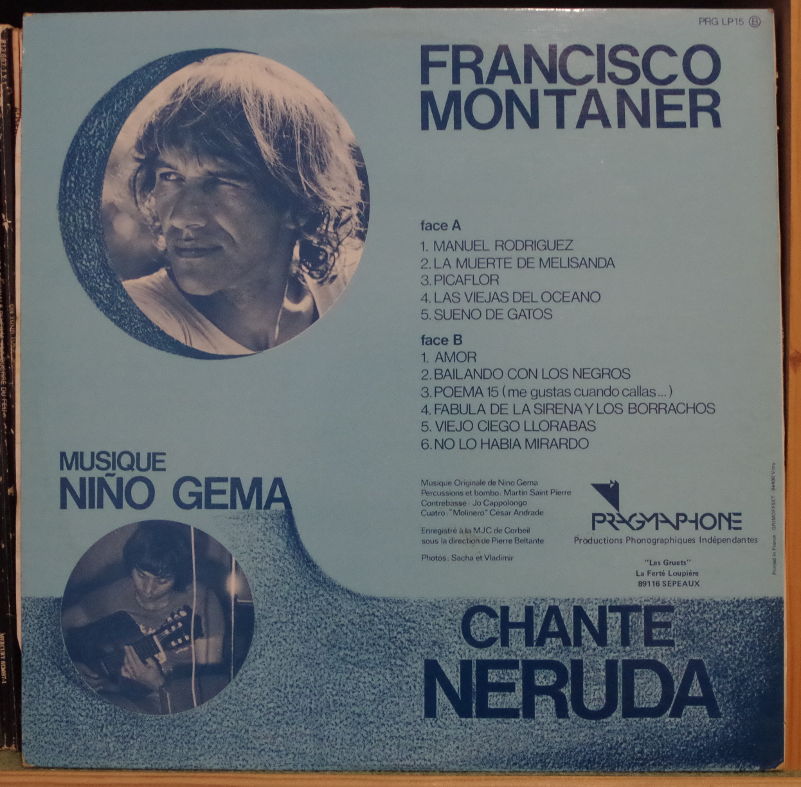 PRG LP15 B
FRANCISCO
MONTANER
face A
1. MANUEL RODRIGUEZ
2. LA MUERTE DE MELISANDA
3. PICAFLOR
4. LAS VIEJAS DEL OCEANO
5. SUENO DE GATOS
face B
1. AMOR
2. BAILANDO CON LOS NEGROS
3. POEMA 15 (me gustas cuando callas...)
4. FABULA DE LA SIRENA Y LOS BORRACHOS
5. VIEJO CIEGO LLORABAS
6. NO LO HABIA MIRARDO
MUSIQUE
NIÑO GEMA
Musique Originale de Nino Gema
Percussions et bombo: Martin Saint Pierre
Contrebasse: Jo Cappolongo
Cuatro: "Molinero" Cesar Andrade
Enregistré à la MJC de Corbeil
sous la direction de Pierre Beltante
Photos: Sacha et Vladimir
PRAGMAPHONE
Productions Phonographiques Indépendantes
"Les Gruets"
La Ferté Loupière
89116 SEPEAUX
Printed in France
CHANTE
NERUDA